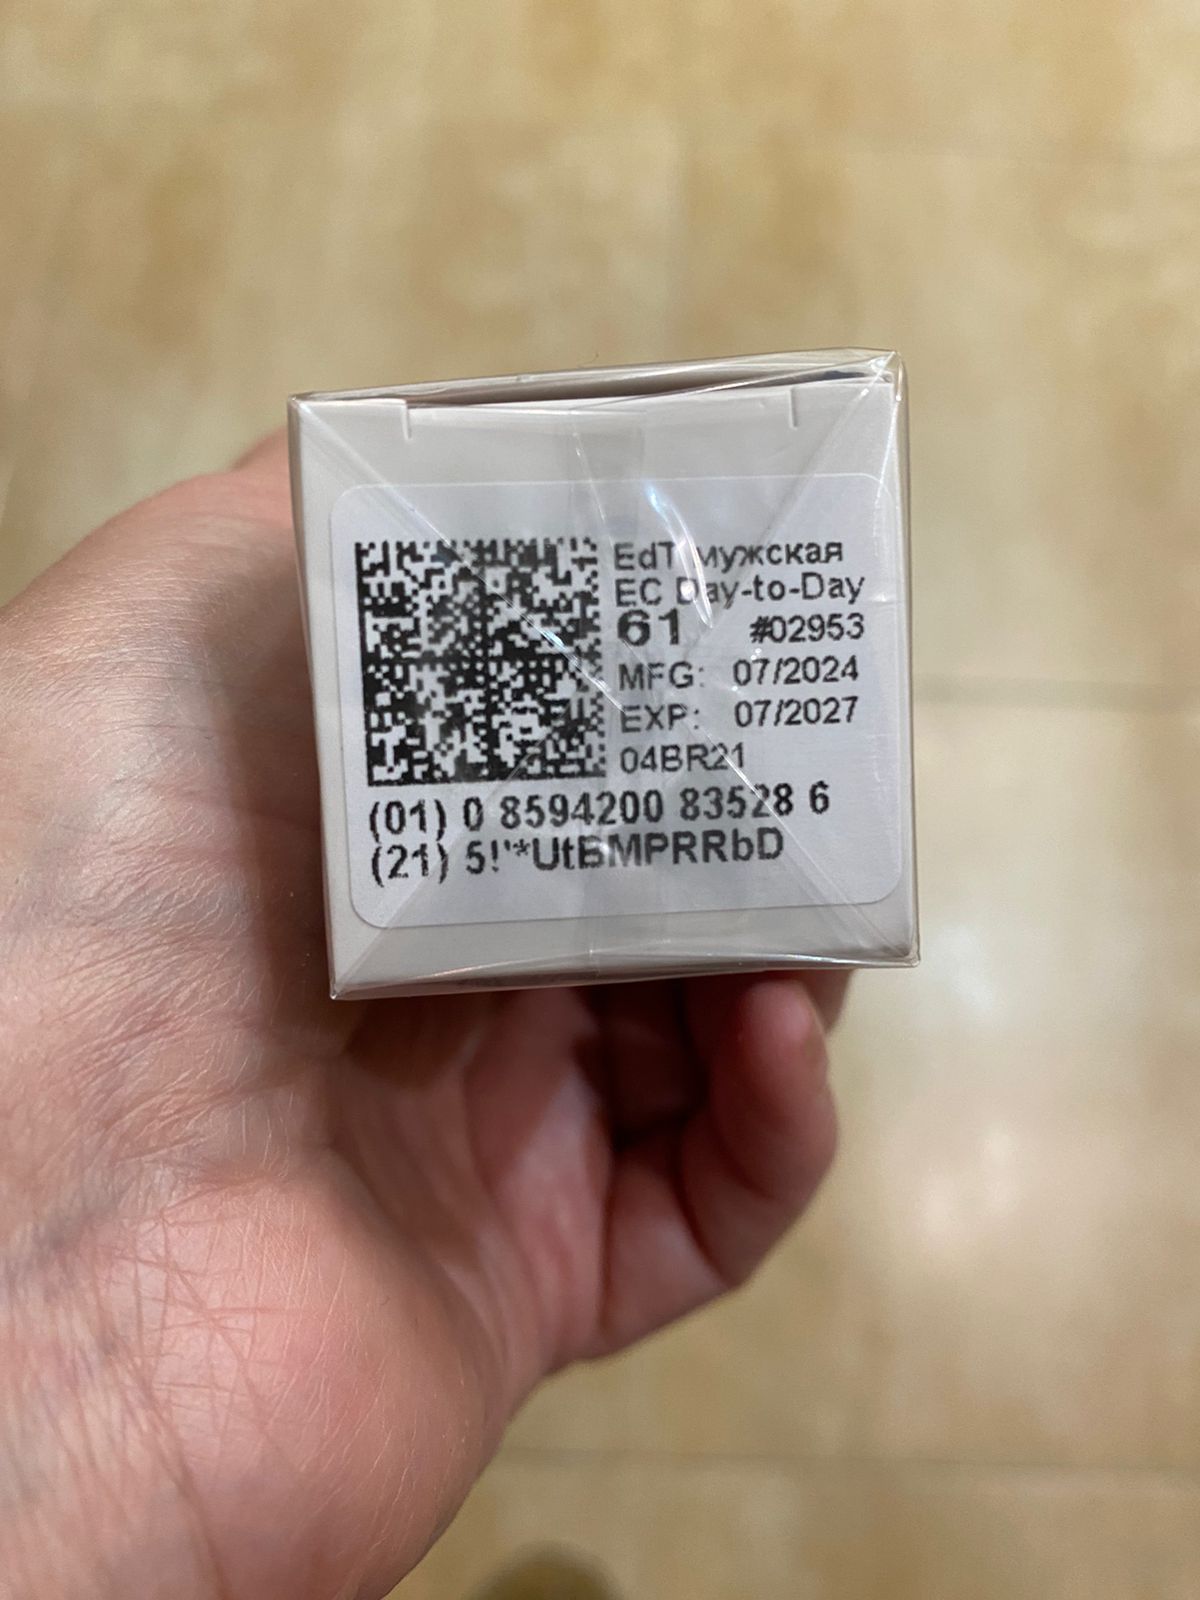 EdT мужская
EC Day-to-Day
61 #02953
MFG: 07/2024
EXP: 07/2027
04BR21
(01) 0 8594200 83528 6
(21) 5!'*UtBMPRRbD